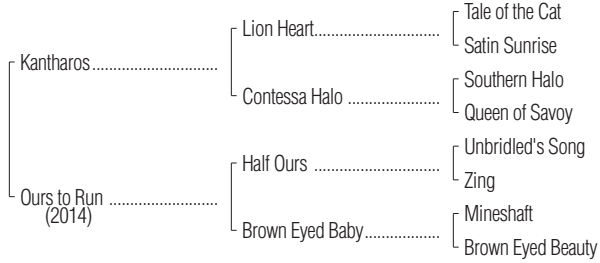 Tale of the Cat
Lion Heart......................................
Satin Sunrise
Kantharos......................................
Southern Halo
Contessa Halo ............................
Queen of Savoy
Unbridled's Song
Half Ours ......................................
Zing
Ours to Run .................................
(2014)
Mineshaft
Brown Eyed Baby.......................
Brown Eyed Beauty